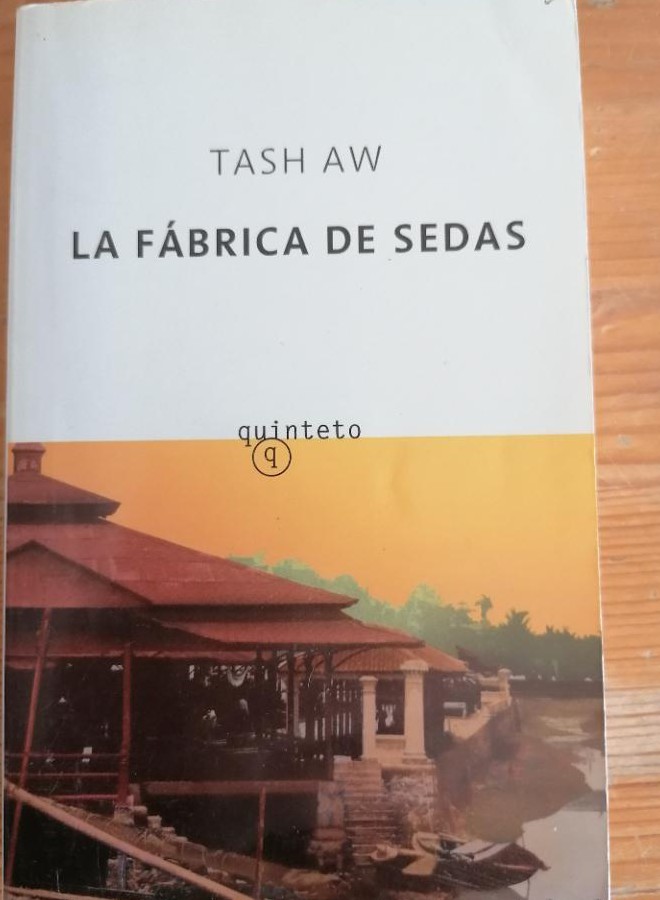 TASH AW
LA FÁBRICA DE SEDAS
quinteto
q